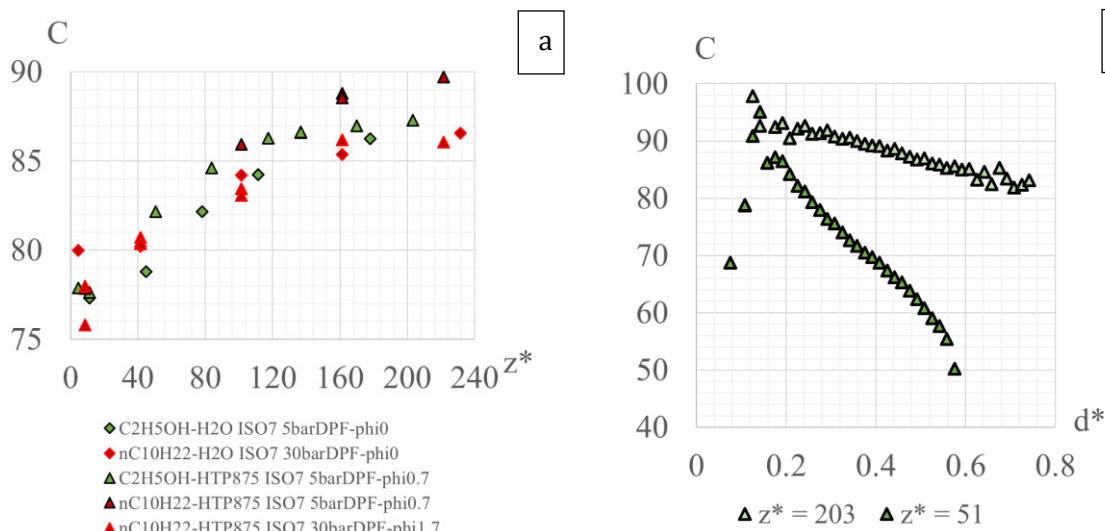 C
a
90
85
80
75
0 40 80 120 160 200 240 z*
C2H5OH-H2O ISO7 5barDPF-phi0
nC10H22-H2O ISO7 30barDPF-phi0
C2H5OH-HTP875 ISO7 5barDPF-phi0.7
nC10H22-HTP875 ISO7 5barDPF-phi0.7
nC10H22-HTP875 ISO7 30barDPF-phi1.7
C
100
90
80
70
60
50
40
d*
0 0.2 0.4 0.6 0.8
z* = 203 z* = 51